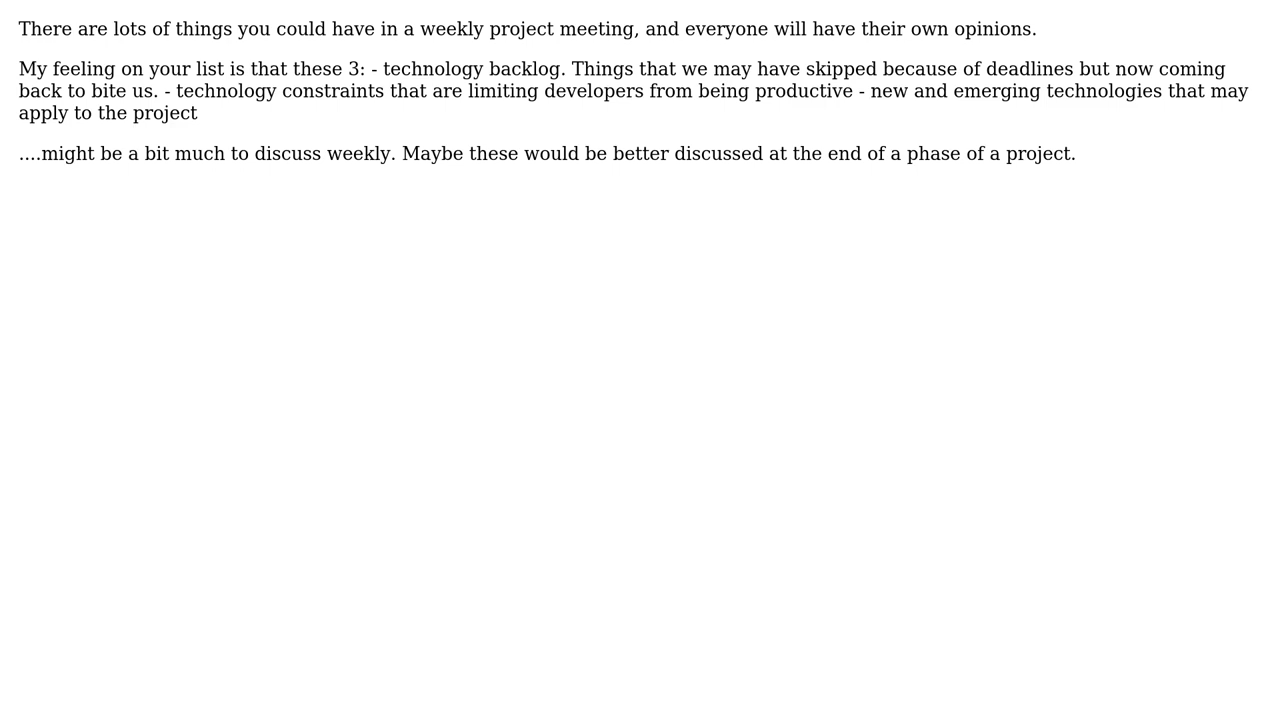 There are lots of things you could have in a weekly project meeting, and everyone will have their own opinions.
My feeling on your list is that these 3: - technology backlog. Things that we may have skipped because of deadlines but now coming
back to bite us. - technology constraints that are limiting developers from being productive - new and emerging technologies that may
apply to the project
....might be a bit much to discuss weekly. Maybe these would be better discussed at the end of a phase of a project.